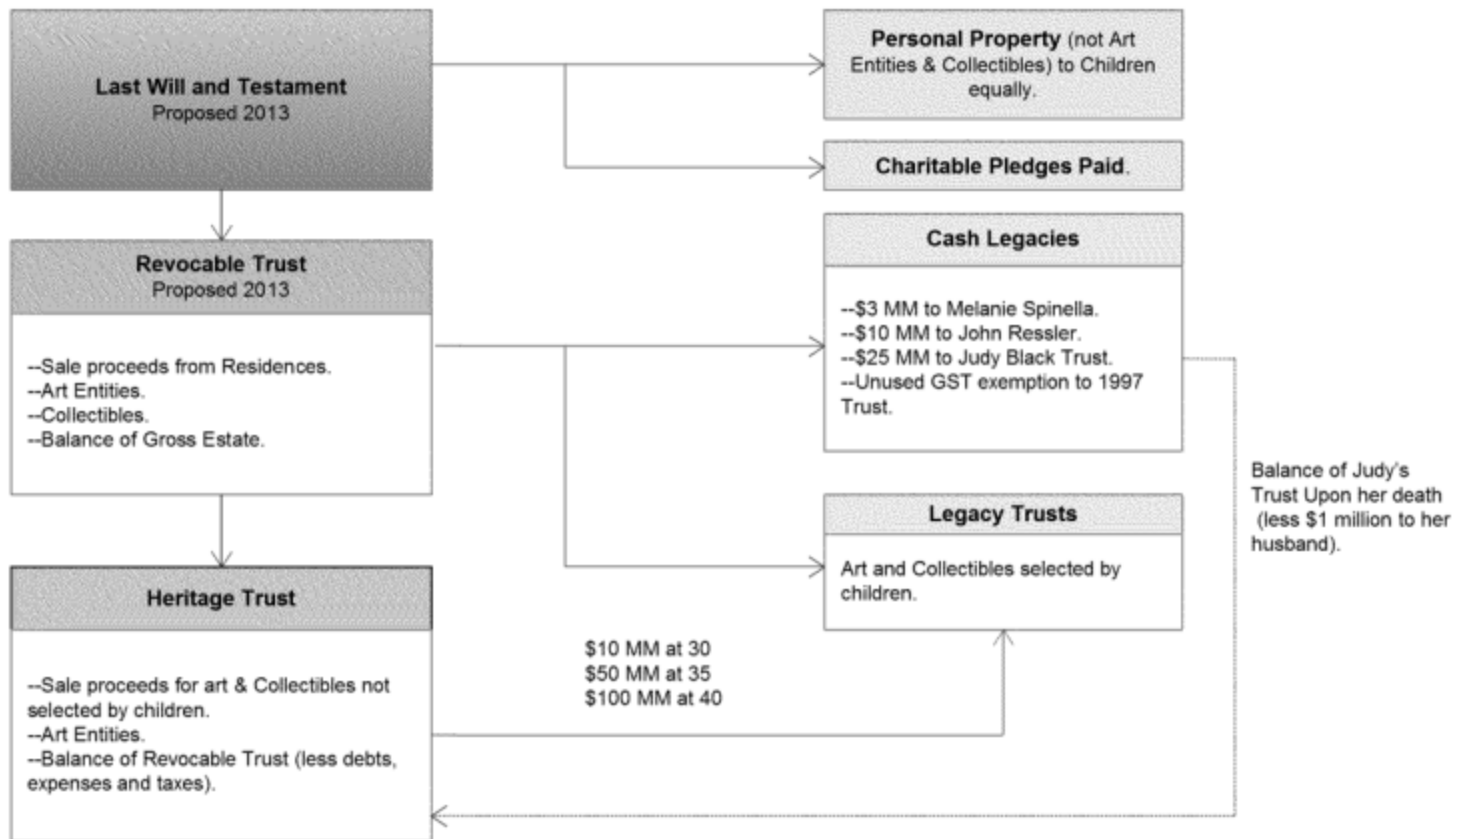 Last Will and Testament
Proposed 2013
Personal Property (not Art
Entities & Collectibles) to Children
equally.
Charitable Pledges Paid.
Revocable Trust
Proposed 2013
--Sale proceeds from Residences.
--Art Entities.
--Collectibles.
--Balance of Gross Estate.
Cash Legacies
--$3 MM to Melanie Spinella.
--$10 MM to John Ressler.
--$25 MM to Judy Black Trust.
--Unused GST exemption to 1997
Trust.
Balance of Judy's
Trust Upon her death
(less $1 million to her
husband).
Legacy Trusts
Art and Collectibles selected by
children.
Heritage Trust
--Sale proceeds for art & Collectibles not
selected by children.
--Art Entities.
--Balance of Revocable Trust (less debts,
expenses and taxes).
$10 MM at 30
$50 MM at 35
$100 MM at 40